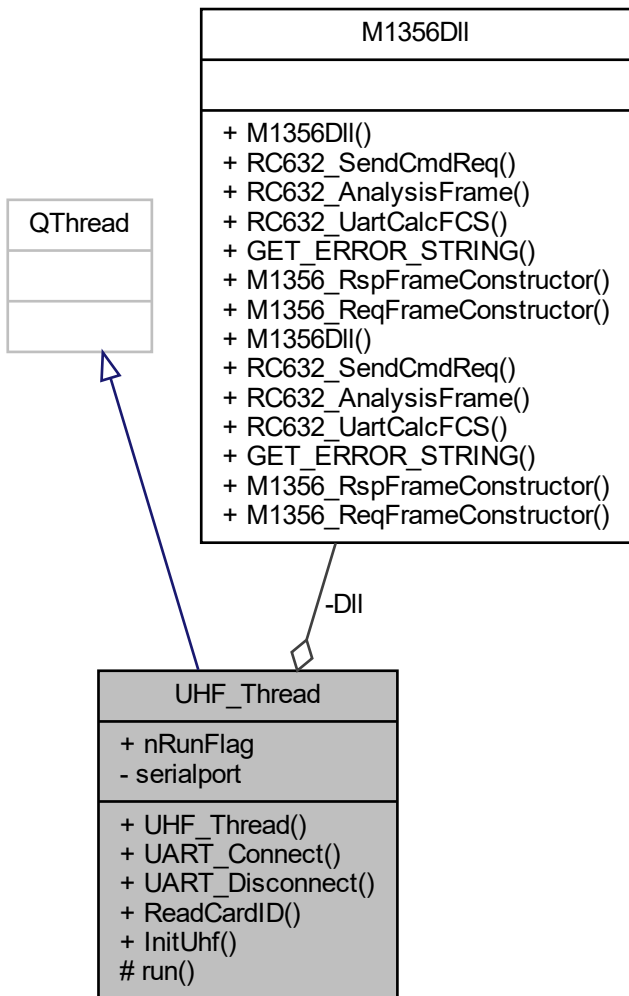 M1356Dll
+ M1356Dll()
+ RC632_SendCmdReq()
+ RC632_AnalysisFrame()
+ RC632_UartCalcFCS()
+ GET_ERROR_STRING()
+ M1356_RspFrameConstructor()
+ M1356_ReqFrameConstructor()
+ M1356Dll()
+ RC632_SendCmdReq()
+ RC632_AnalysisFrame()
+ RC632_UartCalcFCS()
+ GET_ERROR_STRING()
+ M1356_RspFrameConstructor()
+ M1356_ReqFrameConstructor()
QThread
-Dll
UHF_Thread
+ nRunFlag
- serialport
+ UHF_Thread()
+ UART_Connect()
+ UART_Disconnect()
+ ReadCardID()
+ InitUhf()
# run()